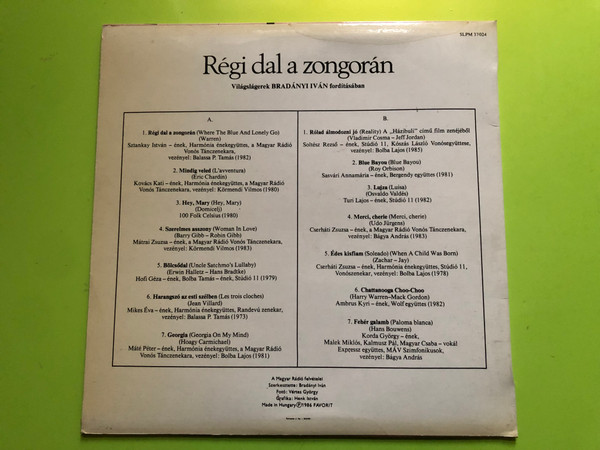 SLPM 37024
Régi dal a zongorán
Világslágerek BRADÁNYI IVÁN fordításában
A.
1. Régi dal a zongorán (Where The Blue And Lonely Go)
(Warren)
Sztankay István – ének, Harmónia énekegyüttes, a Magyar Rádió
Vonós Tánczenekara,
vezényel: Balassa P. Tamás (1982)
2. Mindig veled (L'avventura)
(Eric Chardin)
Kovács Kati – ének, Harmónia énekegyüttes, a Magyar Rádió
Vonós Tánczenekara, vezényel: Körmendi Vilmos (1980)
3. Hey, Mary (Hey, Mary)
(Domicelj)
100 Folk Celsius (1980)
4. Szerelmes asszony (Woman In Love)
(Barry Gibb – Robin Gibb)
Mátrai Zsuzsa – ének, a Magyar Rádió Vonós Tánczenekara,
vezényel: Körmendi Vilmos (1983)
5. Bölcsődal (Uncle Satchmo's Lullaby)
(Erwin Halletz – Hans Bradtke)
Hofi Géza – ének, Bolba Tamás – ének, Stúdió 11 (1979)
6. Harangszó az esti szélben (Les trois cloches)
(Jean Villard)
Mikes Éva – ének, Harmónia énekegyüttes, Randevú zenekar,
vezényel: Balassa P. Tamás (1973)
7. Georgia (Georgia On My Mind)
(Hoagy Carmichael)
Máté Péter – ének, Harmónia énekegyüttes, a Magyar Rádió
Vonós Tánczenekara, vezényel: Bolba Lajos (1981)
B.
1. Rólad álmodozni jó (Reality) A „Házibuli" című film zenéjéből
(Vladimir Cosma – Jeff Jordan)
Soltész Rezső – ének, Stúdió 11, Kószás László Vonósegyüttese,
vezényel: Bolba Lajos (1985)
2. Blue Bayou (Blue Bayou)
(Roy Orbison)
Sasvári Annamária – ének, Bergendy együttes (1981)
3. Lujza (Luisa)
(Osvaldo Valdés)
Turi Lajos – ének, Stúdió 11 (1982)
4. Merci, cherie (Merci, cherie)
(Udo Jürgens)
Cserháti Zsuzsa – ének, a Magyar Rádió Vonós Tánczenekara,
vezényel: Bágya András (1983)
5. Édes kisfiam (Soleado) (When A Child Was Born)
(Zachar – Jay)
Cserháti Zsuzsa – ének, Harmónia énekegyüttes, Stúdió 11,
Vonószenekar, vezényel: Bolba Lajos (1978)
6. Chattanooga Choo-Choo
(Harry Warren–Mack Gordon)
Ambrus Kyri – ének, Wolf együttes (1982)
7. Fehér galamb (Paloma blanca)
(Hans Bouwens)
Korda György – ének,
Malek Miklós, Kalmusz Pál, Magyar Csaba – vokál
Expressz együttes, MÁV Szimfonikusok,
vezényel: Bágya András
A Magyar Rádió felvételei
Szerkesztette: Bradányi Iván
Fotó: Vértes György
Grafika: Henk István
Made in Hungary Ⓟ 1986 FAVORIT